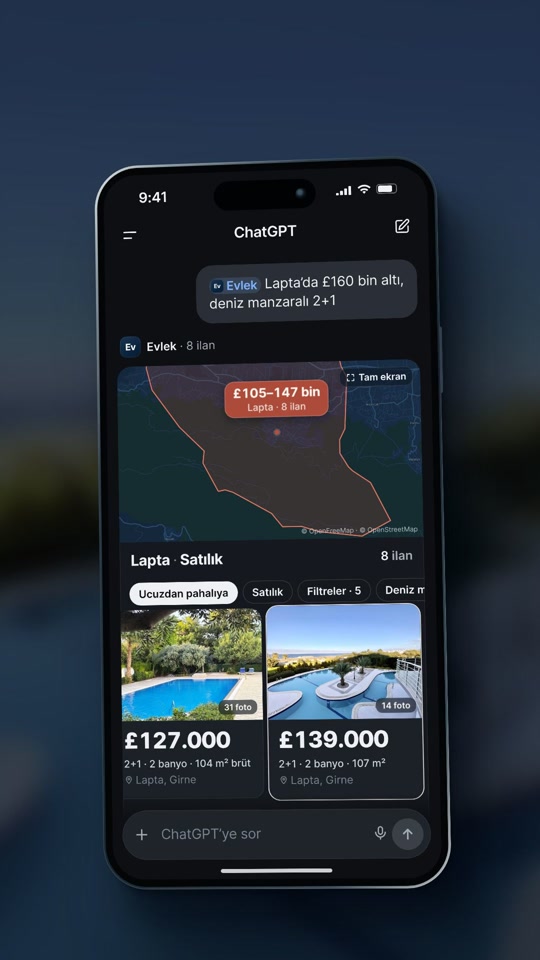 9:41
ChatGPT
Ev Evlek Lapta'da £160 bin altı,
deniz manzaralı 2+1
Ev Evlek · 8 ilan
Tam ekran
£105–147 bin
Lapta · 8 ilan
© OpenFreeMap · © OpenStreetMap
Lapta · Satılık 8 ilan
Ucuzdan pahalıya Satılık Filtreler · 5 Deniz m
31 foto 14 foto
£127.000 £139.000
2+1 · 2 banyo · 104 m² brüt 2+1 · 2 banyo · 107 m²
Lapta, Girne Lapta, Girne
ChatGPT'ye sor